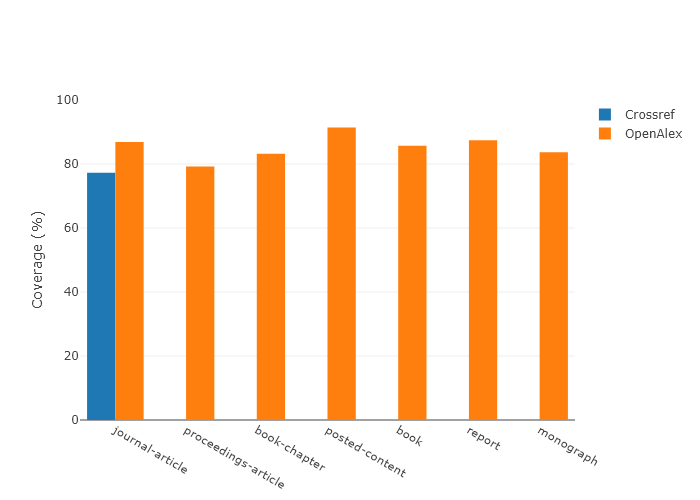 100
80
60
40
20
0
Coverage (%)
journal-article
proceedings-article
book-chapter
posted-content
book
report
monograph
Crossref
OpenAlex